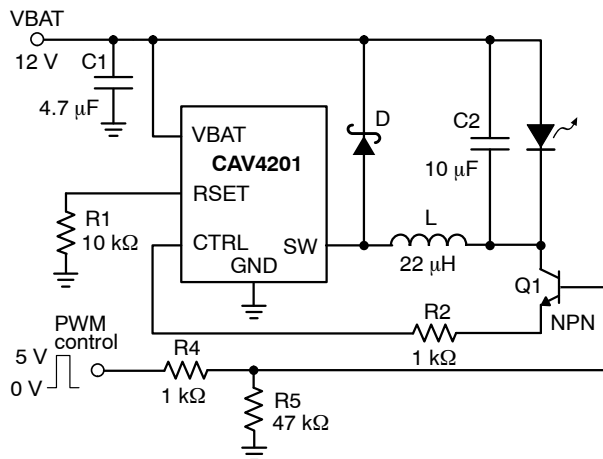 VBAT
12 V
C1
4.7 μF
VBAT
CAV4201
RSET
CTRL
SW
GND
R1
10 kΩ
D
C2
10 μF
L
22 μH
Q1
NPN
R2
1 kΩ
PWM
control
5 V
0 V
R4
1 kΩ
R5
47 kΩ